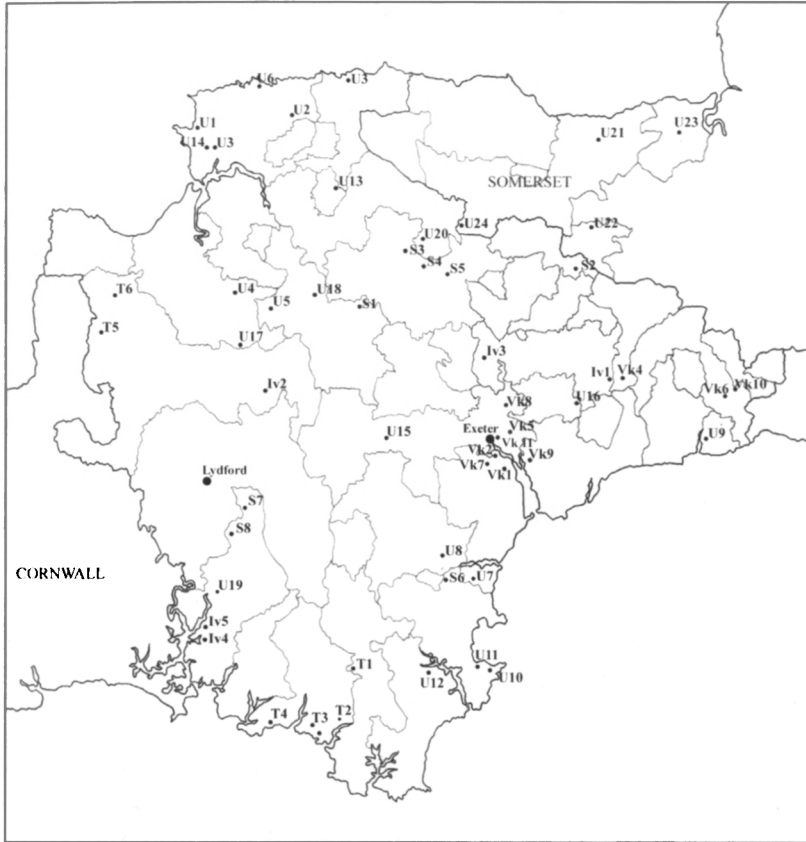 U6
U3
U2
U1
U14
U3
U21
U23
U13
SOMERSET
U20
U24
U22
S3
S4
S5
S2
T6
U4
U5
U18
S1
T5
U17
Iv3
Iv2
Iv1
Vk4
Vk6
Vk10
Vk8
U16
U15
Exeter
Vk5
Vk11
U9
Vk2
Vk9
Vk7
Vk1
Lydford
S7
S8
U8
CORNWALL
S6
U7
U19
Iv5
Iv4
T1
U12
U11
U10
T4
T3
T2